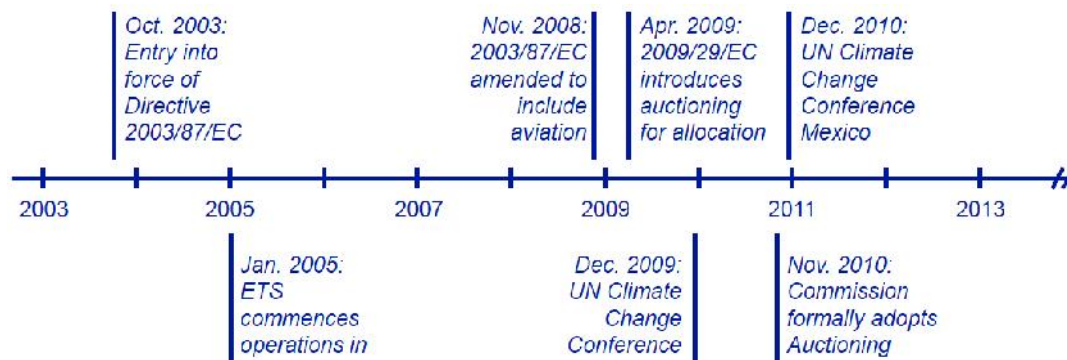 Oct. 2003:
Entry into
force of
Directive
2003/87/EC
Nov. 2008:
2003/87/EC
amended to
include
aviation
Apr. 2009:
2009/29/EC
introduces
auctioning
for allocation
Dec. 2010:
UN Climate
Change
Conference
Mexico
2003
2005
2007
2009
2011
2013
Jan. 2005:
ETS
commences
operations in
Dec. 2009:
UN Climate
Change
Conference
Nov. 2010:
Commission
formally adopts
Auctioning